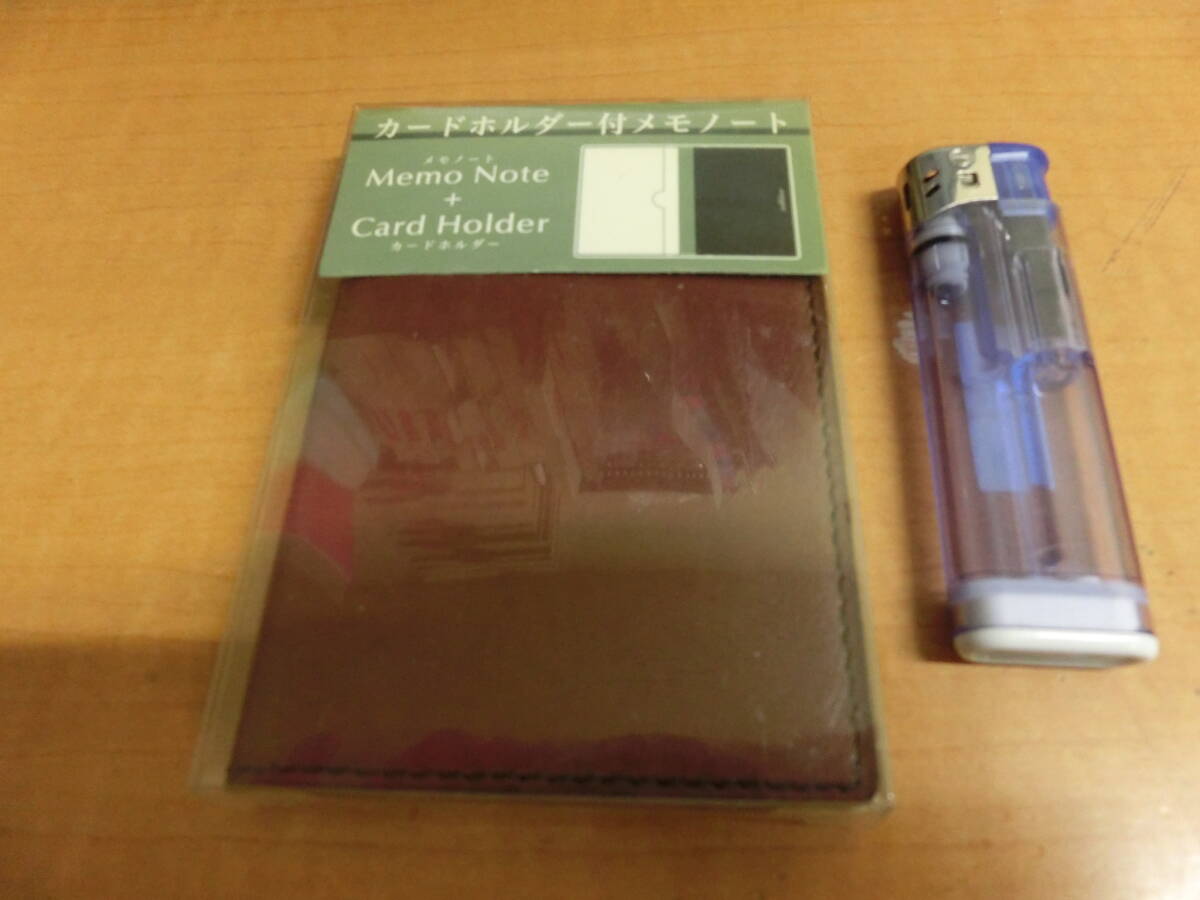 カードホルダー付メモノート
メモノート
Memo Note
+
Card Holder
カードホルダー